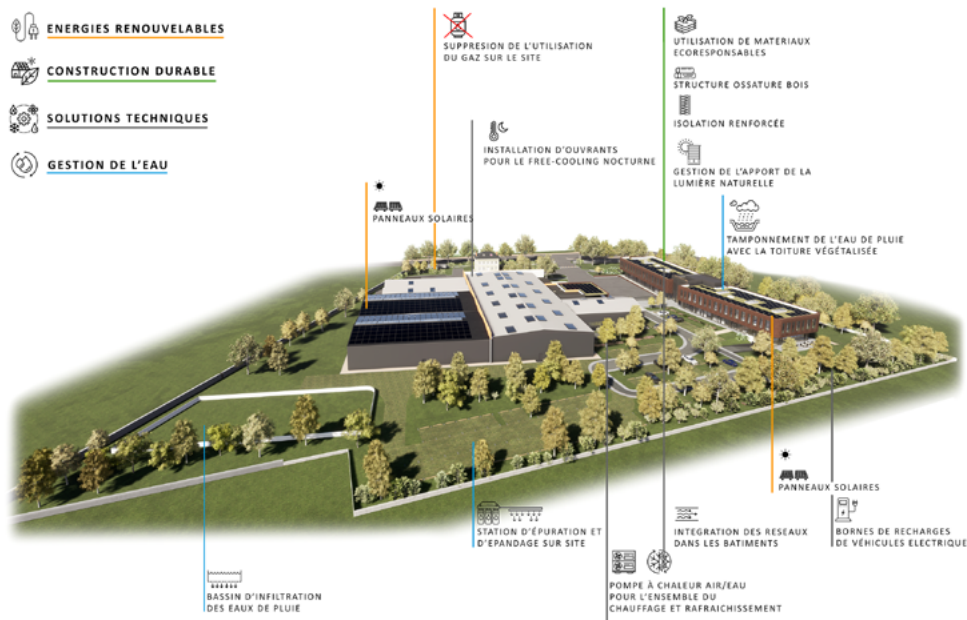 ENERGIES RENOUVELABLES
CONSTRUCTION DURABLE
SOLUTIONS TECHNIQUES
GESTION DE L'EAU
SUPPRESION DE L'UTILISATION
DU GAZ SUR LE SITE
INSTALLATION D'OUVRANTS
POUR LE FREE-COOLING NOCTURNE
PANNEAUX SOLAIRES
UTILISATION DE MATERIAUX
ECORESPONSABLES
STRUCTURE OSSATURE BOIS
ISOLATION RENFORCÉE
GESTION DE L'APPORT DE LA
LUMIÈRE NATURELLE
TAMPONNEMENT DE L'EAU DE PLUIE
AVEC LA TOITURE VÉGÉTALISÉE
PANNEAUX SOLAIRES
STATION D'ÉPURATION ET
D'EPANDAGE SUR SITE
INTEGRATION DES RESEAUX
DANS LES BATIMENTS
BORNES DE RECHARGES
DE VÉHICULES ELECTRIQUE
BASSIN D'INFILTRATION
DES EAUX DE PLUIE
POMPE À CHALEUR AIR/EAU
POUR L'ENSEMBLE DU
CHAUFFAGE ET RAFRAICHISSEMENT